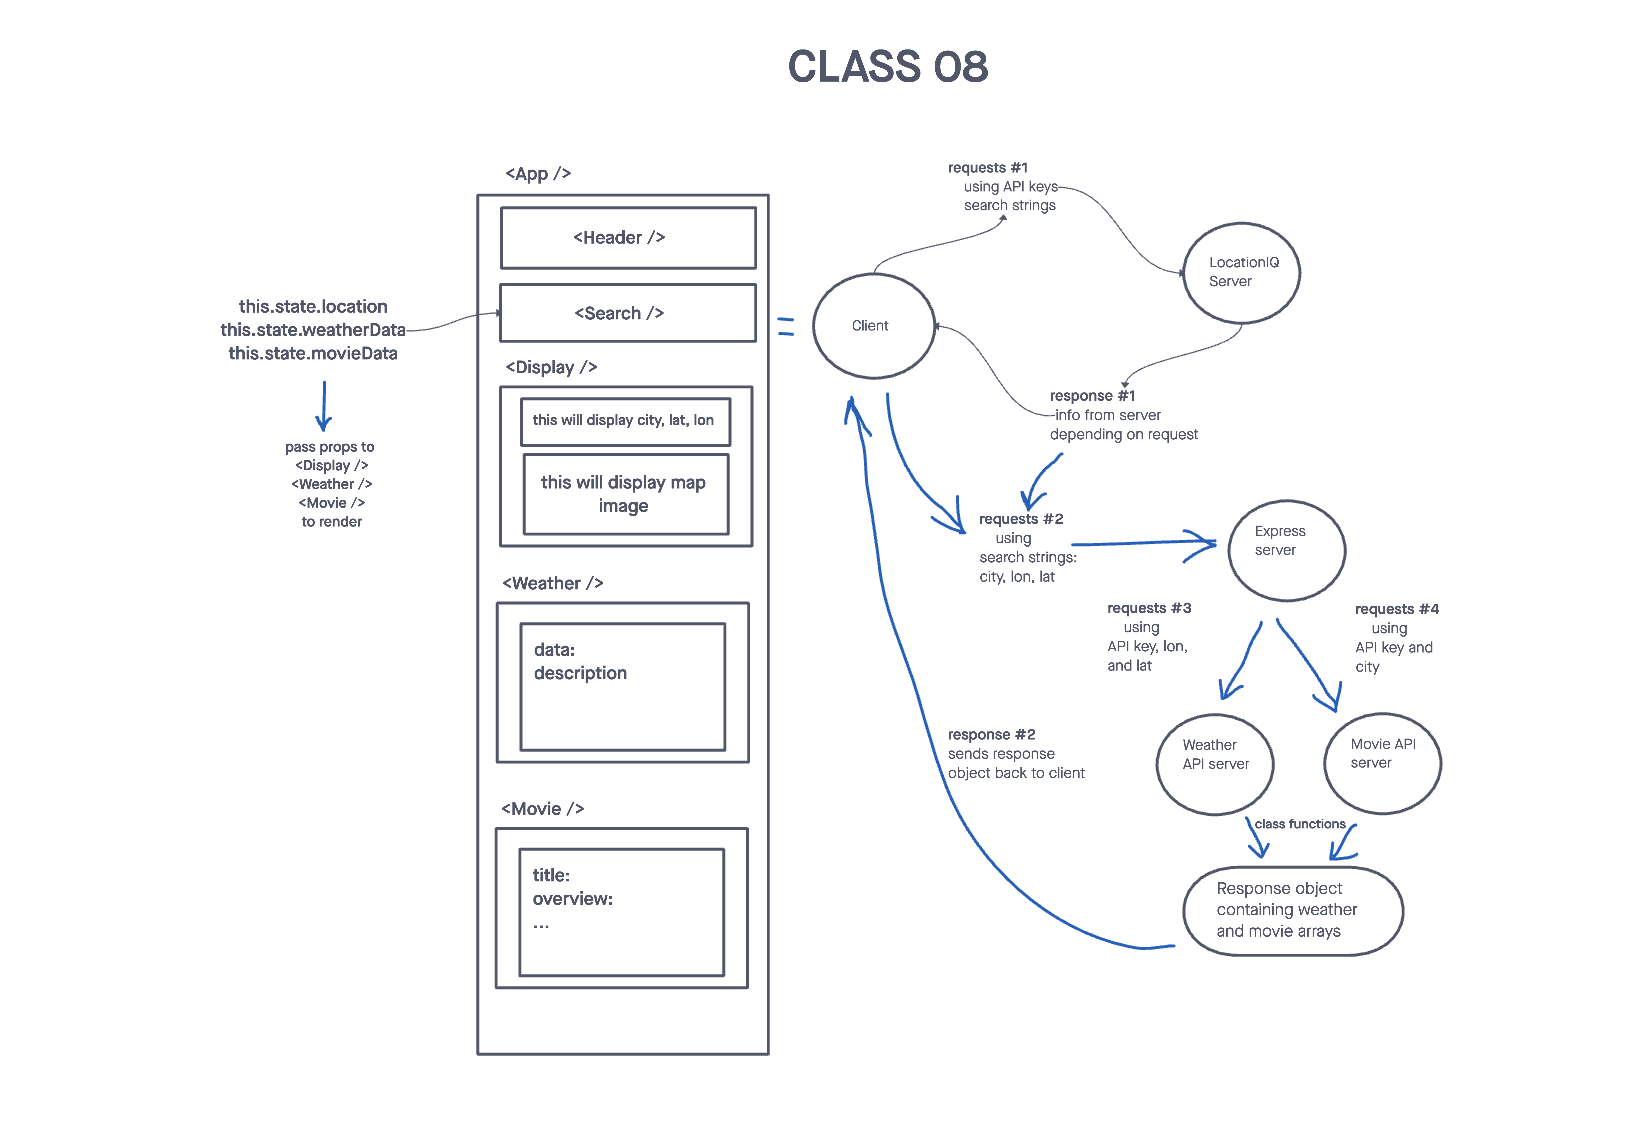 CLASS 08
<App />
<Header />
<Search />
this.state.location
this.state.weatherData
this.state.movieData
pass props to
<Display />
<Weather />
<Movie />
to render
<Display />
this will display city, lat, lon
this will display map
image
<Weather />
data:
description
<Movie />
title:
overview:
...
=
Client
requests #1
using API keys
search strings
LocationIQ
Server
response #1
info from server
depending on request
requests #2
using
search strings:
city, lon, lat
Express
server
requests #3
using
API key, lon,
and lat
requests #4
using
API key and
city
Weather
API server
Movie API
server
class functions
Response object
containing weather
and movie arrays
response #2
sends response
object back to client